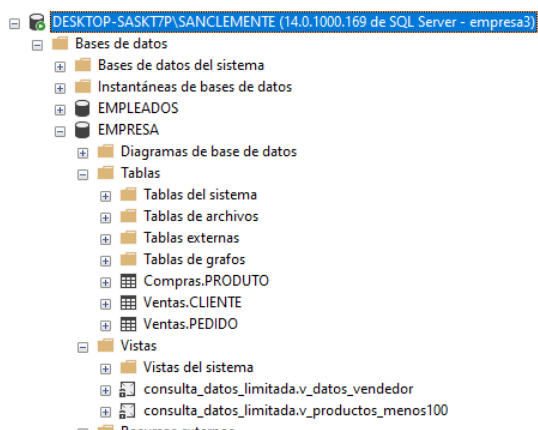 DESKTOP-SASKT7P\SANCLEMENTE (14.0.1000.169 de SQL Server - empresa3)
Bases de datos
Bases de datos del sistema
Instantáneas de bases de datos
EMPLEADOS
EMPRESA
Diagramas de base de datos
Tablas
Tablas del sistema
Tablas de archivos
Tablas externas
Tablas de grafos
Compras.PRODUTO
Ventas.CLIENTE
Ventas.PEDIDO
Vistas
Vistas del sistema
consulta_datos_limitada.v_datos_vendedor
consulta_datos_limitada.v_productos_menos100